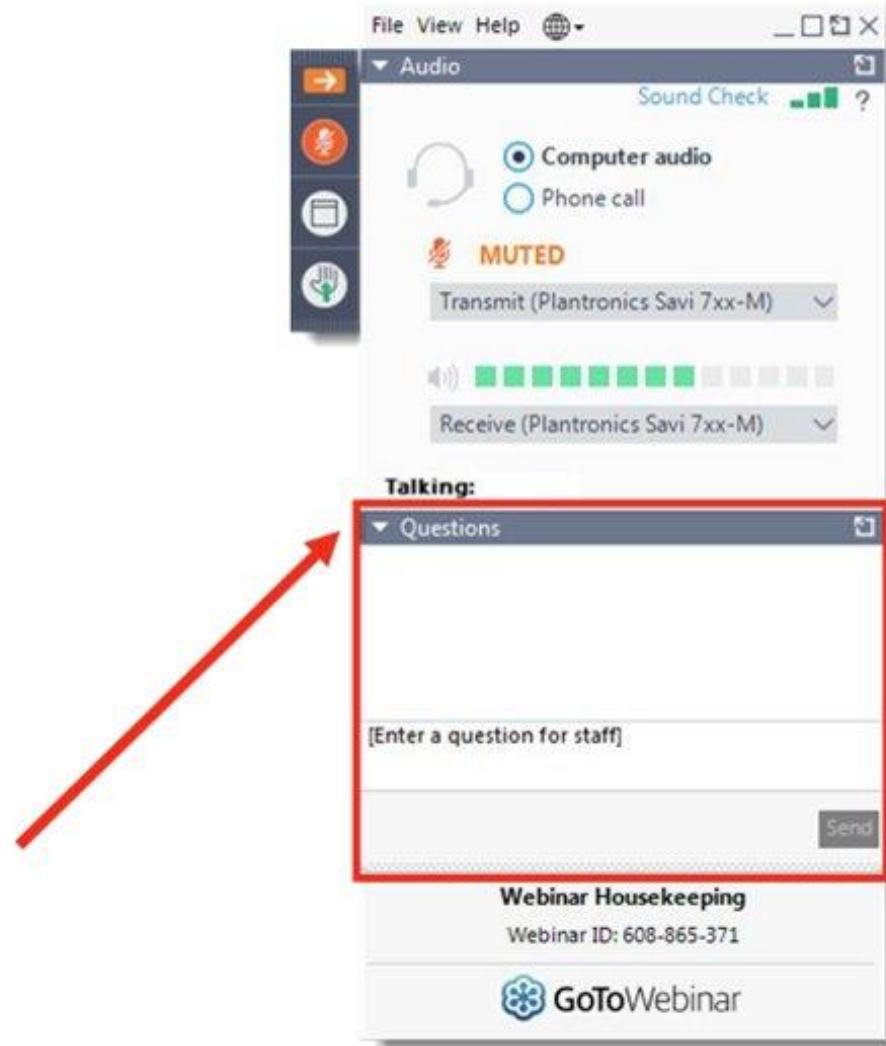 File View Help
Audio
Sound Check ?
Computer audio
Phone call
MUTED
Transmit (Plantronics Savi 7xx-M)
Receive (Plantronics Savi 7xx-M)
Talking:
Questions
[Enter a question for staff]
Send
Webinar Housekeeping
Webinar ID: 608-865-371
GoToWebinar